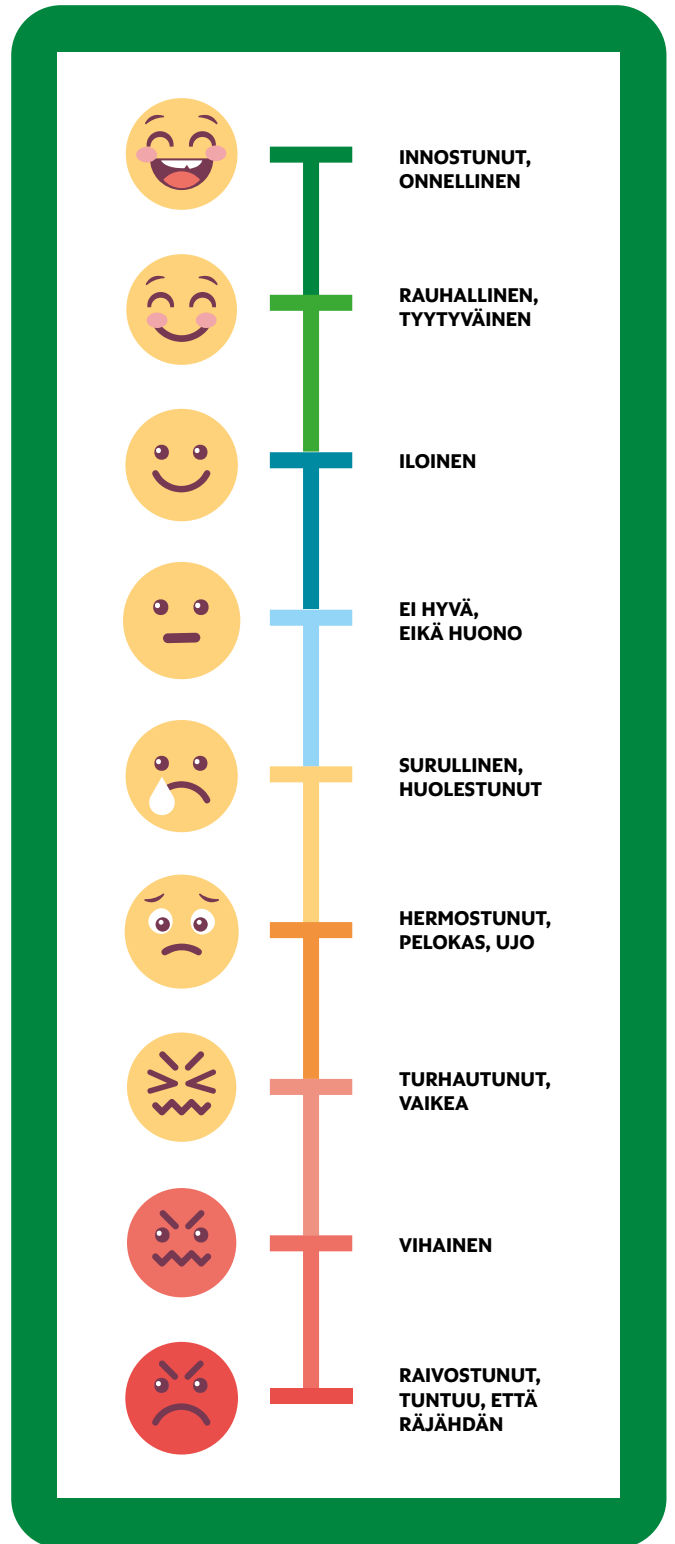 INNOSTUNUT,
ONNELLINEN
RAUHALLINEN,
TYYTYVÄINEN
ILOINEN
EI HYVÄ,
EIKÄ HUONO
SURULLINEN,
HUOLESTUNUT
HERMOSTUNUT,
PELOKAS, UJO
TURHAUTUNUT,
VAIKEA
VIHAINEN
RAIVOSTUNUT,
TUNTUU, ETTÄ
RÄJÄHDÄN